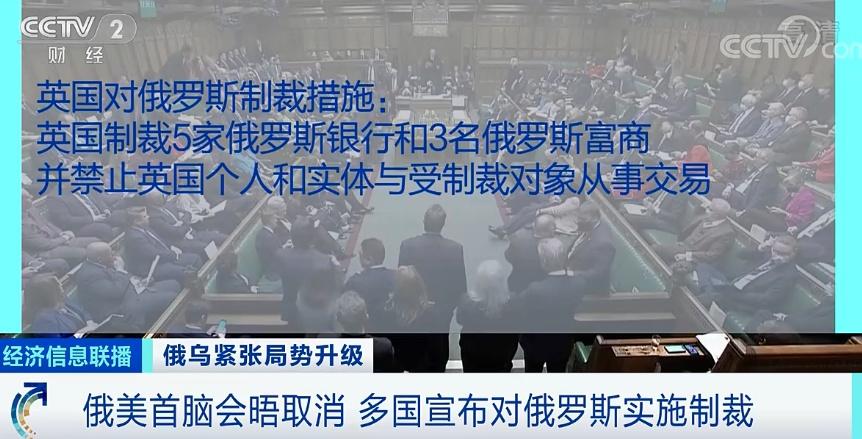 CCTV 2
财经
高清
CCTV.com
英国对俄罗斯制裁措施：
英国制裁5家俄罗斯银行和3名俄罗斯富商
并禁止英国个人和实体与受制裁对象从事交易
经济信息联播
俄乌紧张局势升级
俄美首脑会晤取消 多国宣布对俄罗斯实施制裁